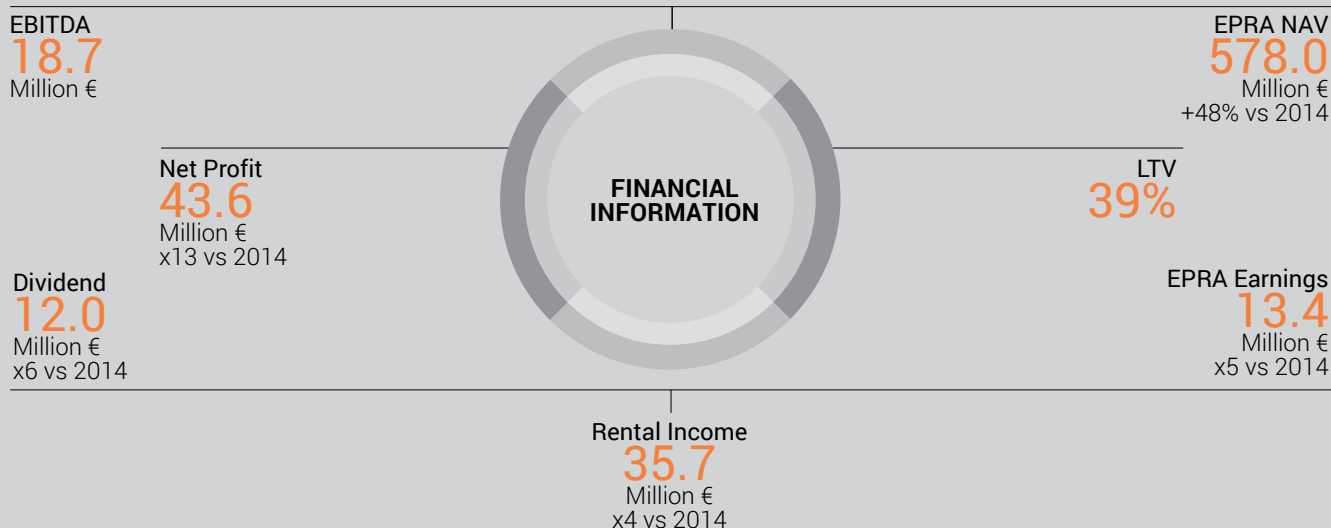 EBITDA
18.7
Million €
EPRA NAV
578.0
Million €
+48% vs 2014
Net Profit
43.6
Million €
x13 vs 2014
FINANCIAL
INFORMATION
LTV
39%
Dividend
12.0
Million €
x6 vs 2014
EPRA Earnings
13.4
Million €
x5 vs 2014
Rental Income
35.7
Million €
x4 vs 2014